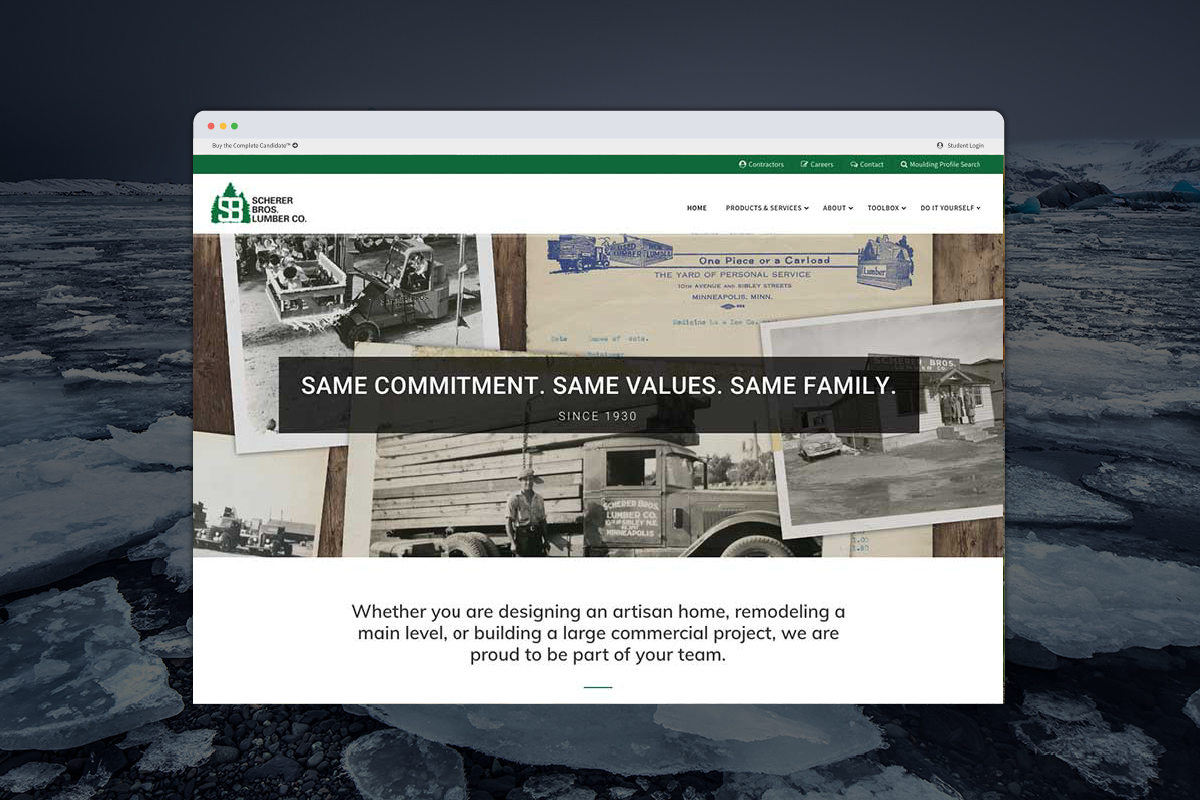 Buy the Complete Candidate™
Student Login
Contractors
Careers
Contact
Moulding Profile Search
SB
SCHERER
BROS.
LUMBER CO.
HOME
PRODUCTS & SERVICES
ABOUT
TOOLBOX
DO IT YOURSELF
USED
LUMBER
One Piece or a Carload
Lumber
THE YARD OF PERSONAL SERVICE
10TH AVENUE AND SIBLEY STREETS
MINNEAPOLIS, MINN.
SCHERER BROS.
SAME COMMITMENT. SAME VALUES. SAME FAMILY.
SINCE 1930
SCHERER BROS.
LUMBER CO.
MINNEAPOLIS
Whether you are designing an artisan home, remodeling a
main level, or building a large commercial project, we are
proud to be part of your team.